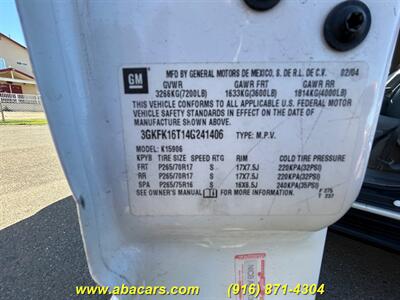 GM
MFD BY GENERAL MOTORS DE MEXICO, S. DE R.L. DE C.V. 02/04
GVWR GAWR FRT GAWR RR
3266KG(7200LB) 1633KG(3600LB) 1814KG(4000LB)
THIS VEHICLE CONFORMS TO ALL APPLICABLE U.S. FEDERAL MOTOR
VEHICLE SAFETY STANDARDS IN EFFECT ON THE DATE OF
MANUFACTURE SHOWN ABOVE.
3GKFK16T14G241406 TYPE: M.P.V.
MODEL: K15906
KPYB TIRE SIZE SPEED RTG RIM COLD TIRE PRESSURE
FRT P265/70R17 S 17X7.5J 220KPA(32PSI)
RR P265/70R17 S 17X7.5J 220KPA(32PSI)
SPA P265/75R16 S 16X6.5J 240KPA(35PSI)
SEE OWNER'S MANUAL FOR MORE INFORMATION.
www.abacars.com (916) 871-4304